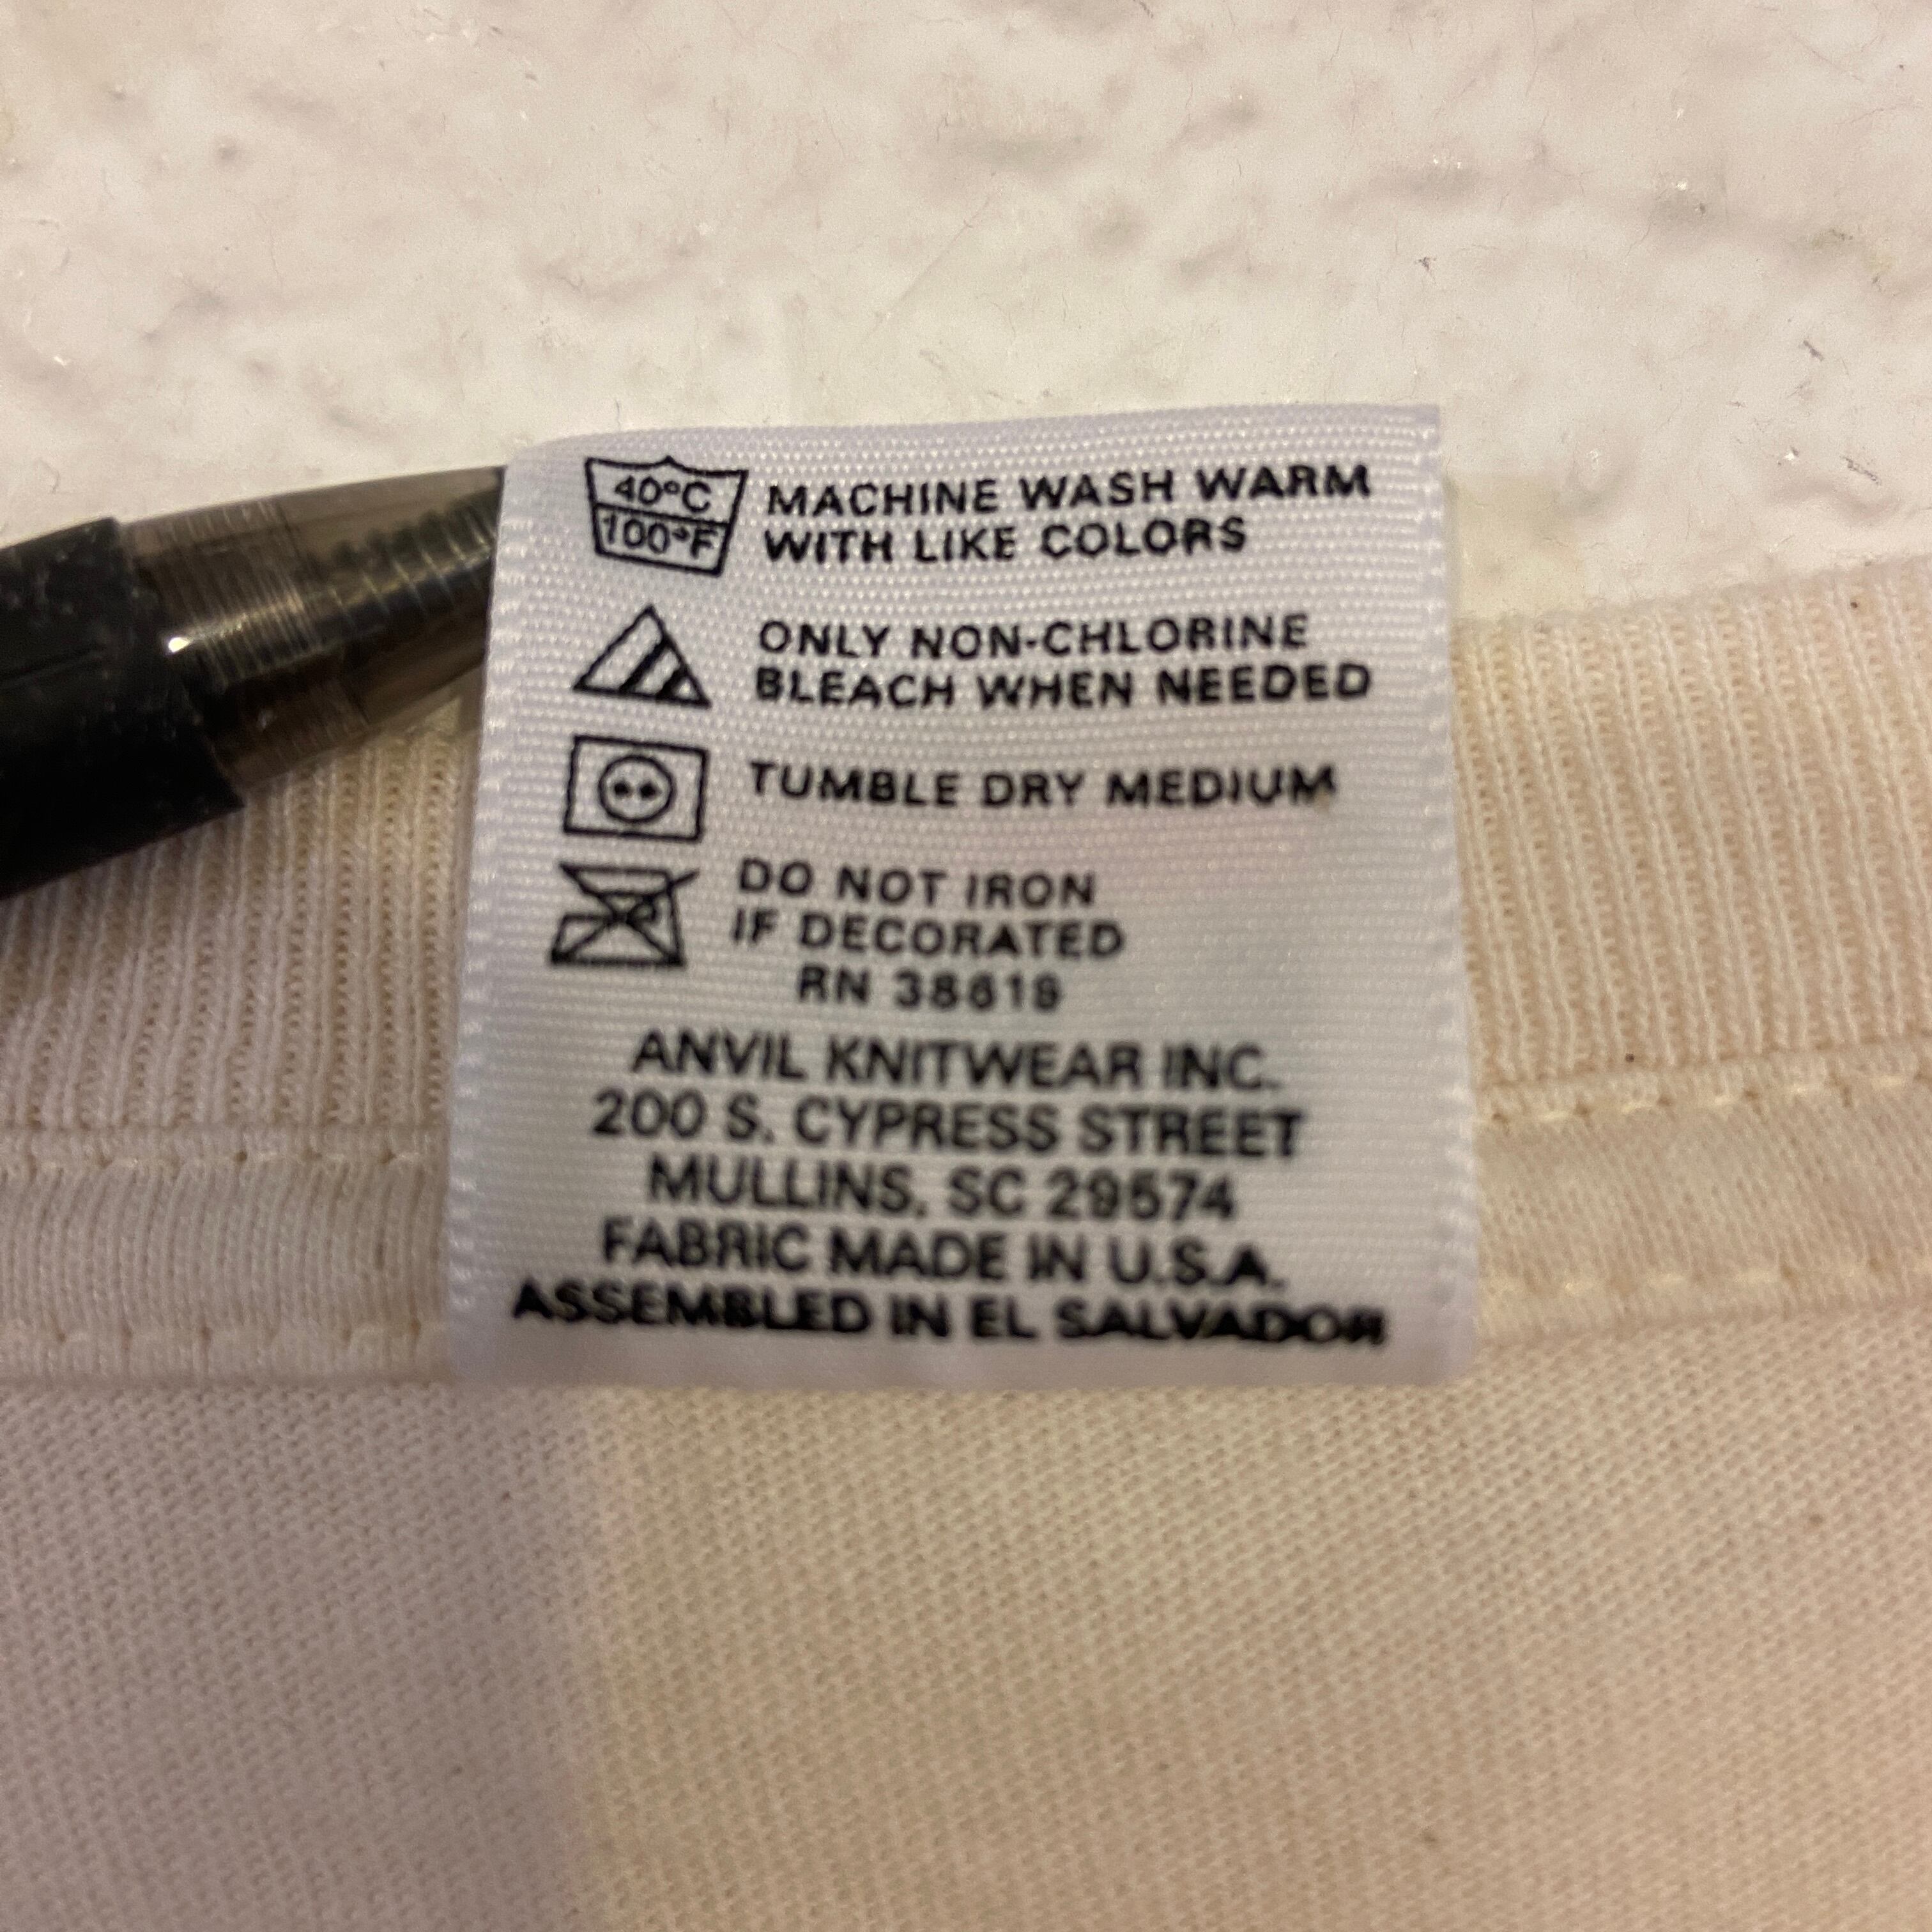 40°C
100°F
MACHINE WASH WARM
WITH LIKE COLORS
ONLY NON-CHLORINE
BLEACH WHEN NEEDED
TUMBLE DRY MEDIUM
DO NOT IRON
IF DECORATED
RN 38619
ANVIL KNITWEAR INC.
200 S. CYPRESS STREET
MULLINS, SC 29574
FABRIC MADE IN U.S.A.
ASSEMBLED IN EL SALVADOR